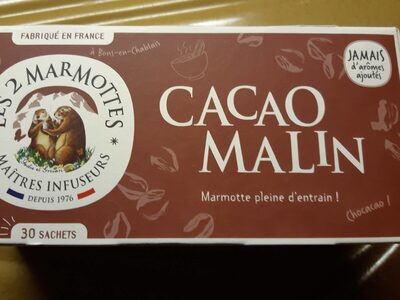 FABRIQUÉ EN FRANCE
à Bons-en-Chablais
JAMAIS
d'arômes
ajoutés
LES 2 MARMOTTES
MAÎTRES INFUSEURS
DEPUIS 1976
CACAO
MALIN
Marmotte pleine d'entrain !
Chocacao !
30 SACHETS